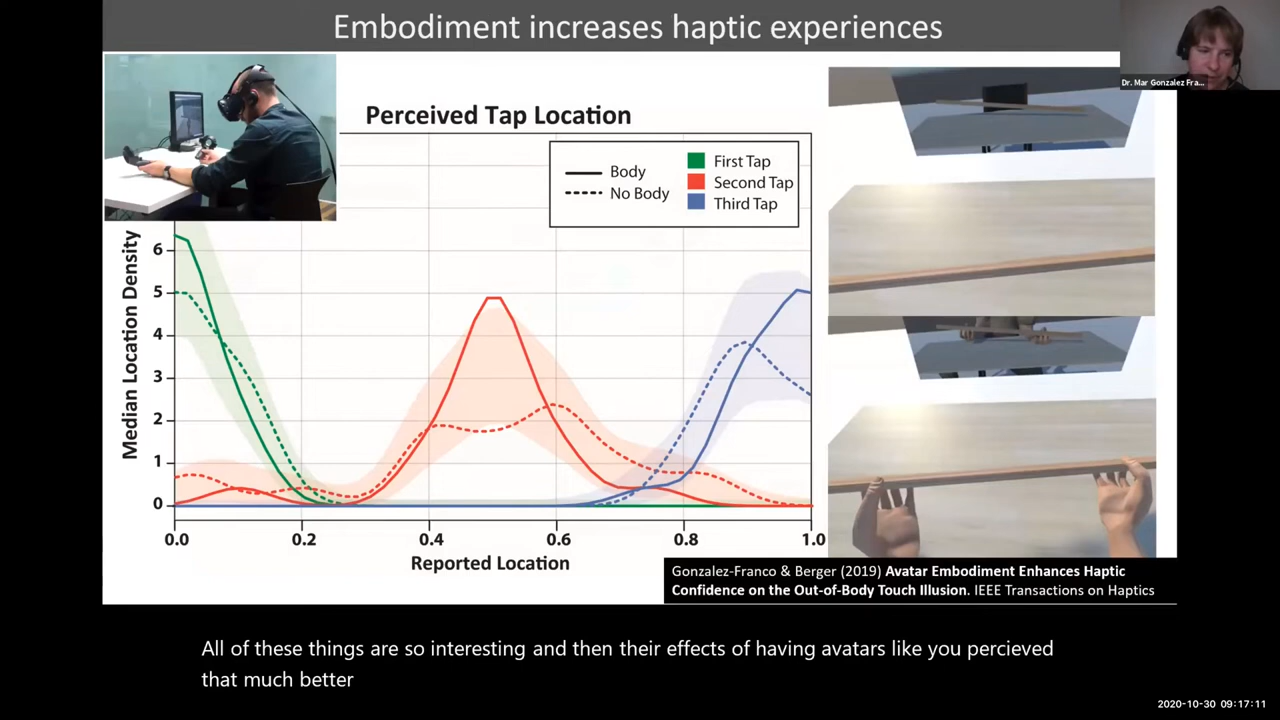 Embodiment increases haptic experiences
Dr. Mar Gonzalez Fra...
Perceived Tap Location
Body
No Body
First Tap
Second Tap
Third Tap
Median Location Density
6
5
4
3
2
1
0
0.0
0.2
0.4
0.6
0.8
1.0
Reported Location
Gonzalez-Franco & Berger (2019) Avatar Embodiment Enhances Haptic
Confidence on the Out-of-Body Touch Illusion. IEEE Transactions on Haptics
All of these things are so interesting and then their effects of having avatars like you percieved
that much better
2020-10-30 09:17:11